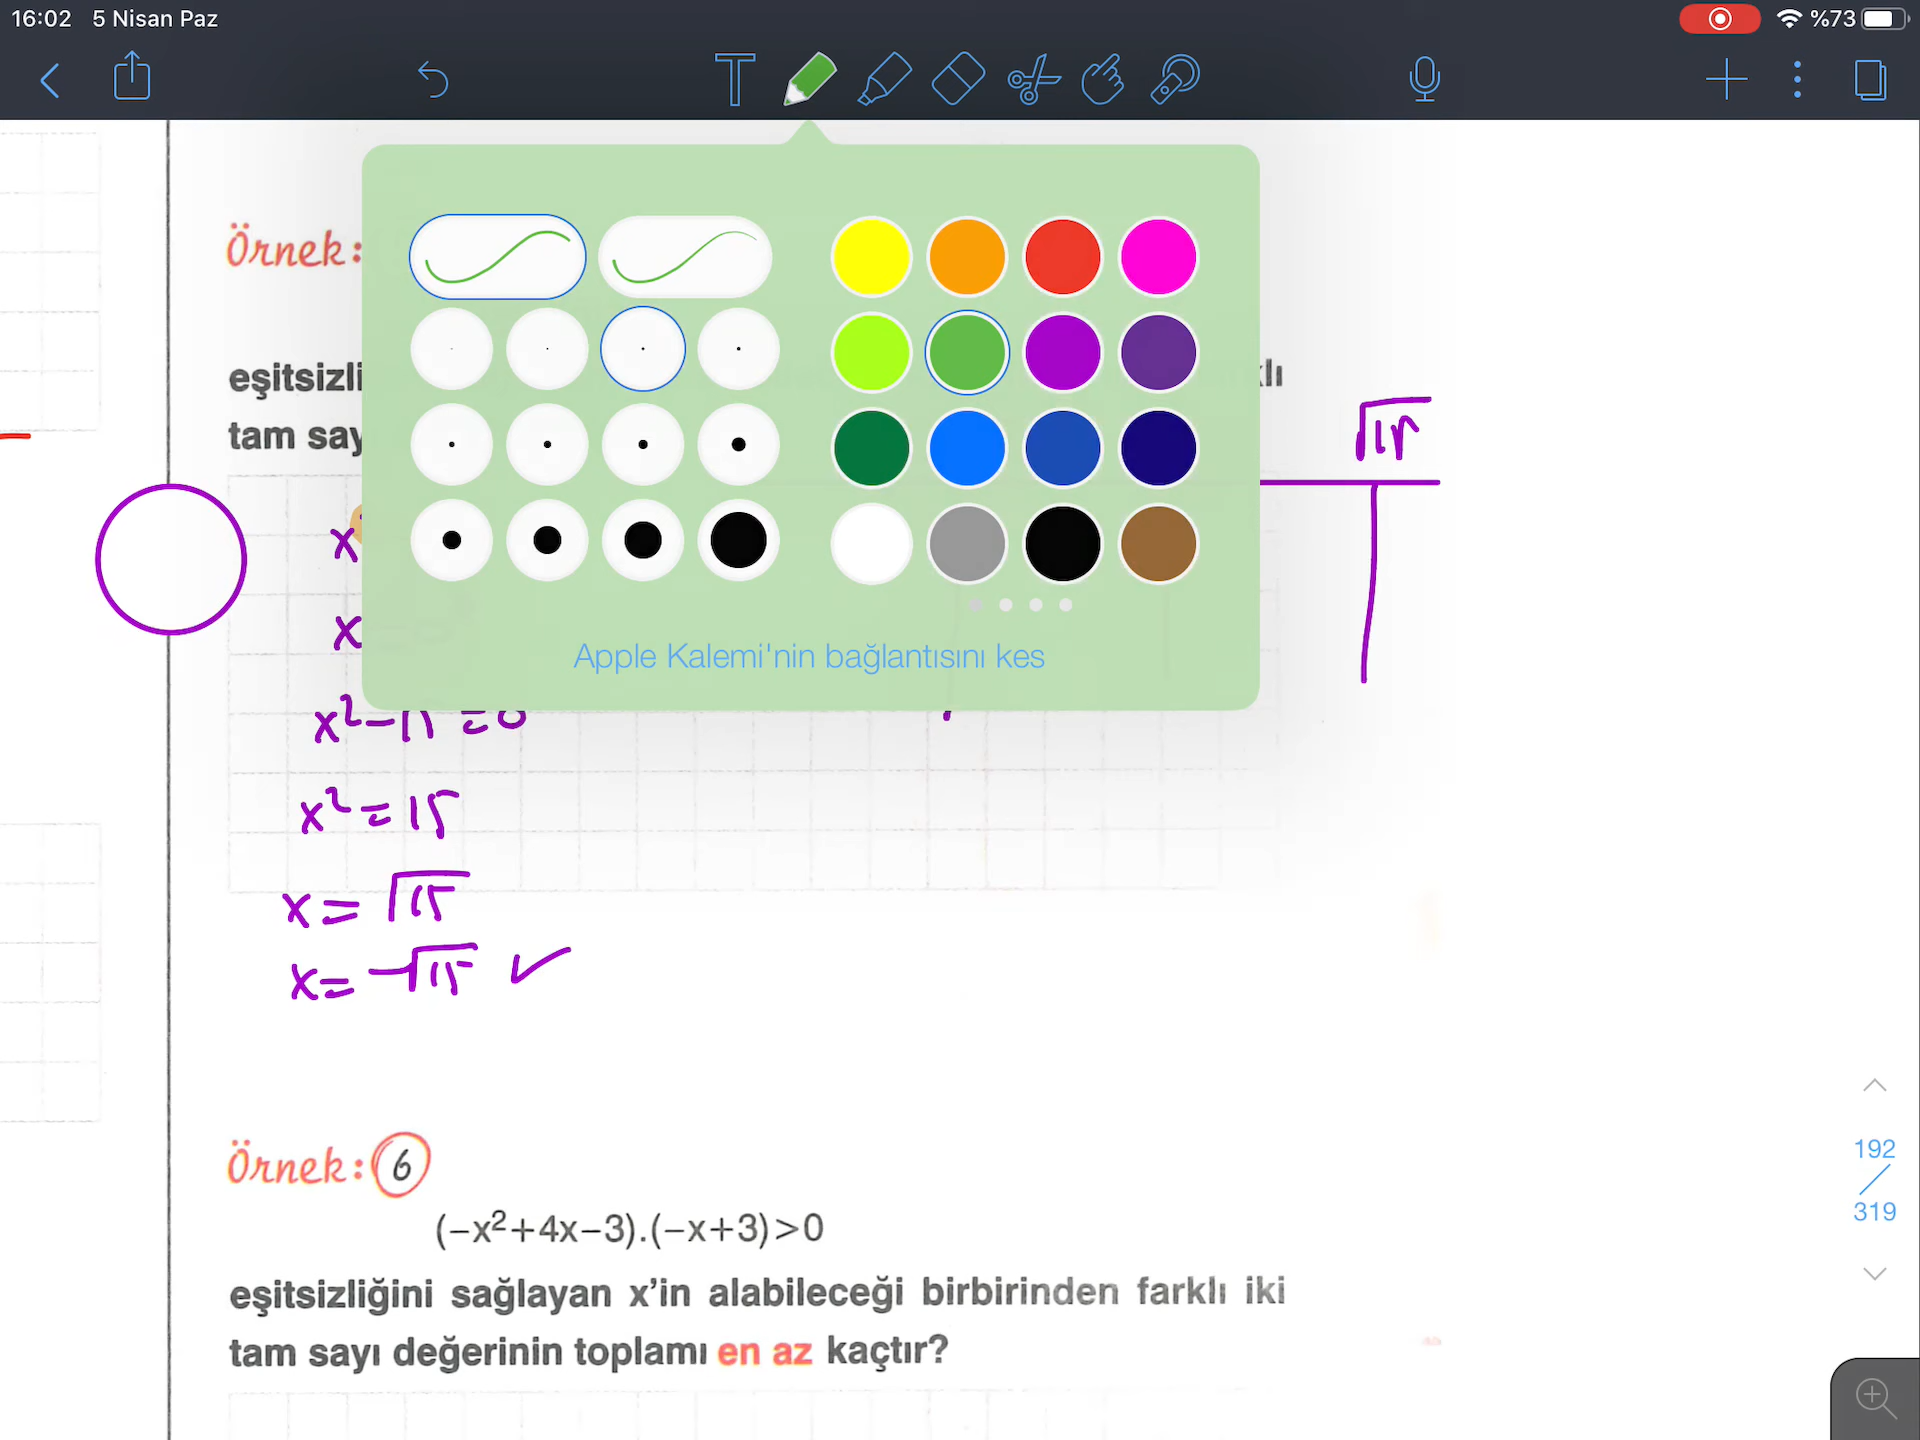 16:02 5 Nisan Paz %73
T
Örnek:
eşitsizli
lı
tam say
√15
x
x
Apple Kalemi'nin bağlantısını kes
x²-15=0
x²=15
x=√15
x=-√15 ✓
Örnek: 6
(−x²+4x−3).(−x+3)>0
eşitsizliğini sağlayan x'in alabileceği birbirinden farklı iki
tam sayı değerinin toplamı en az kaçtır?
192
319